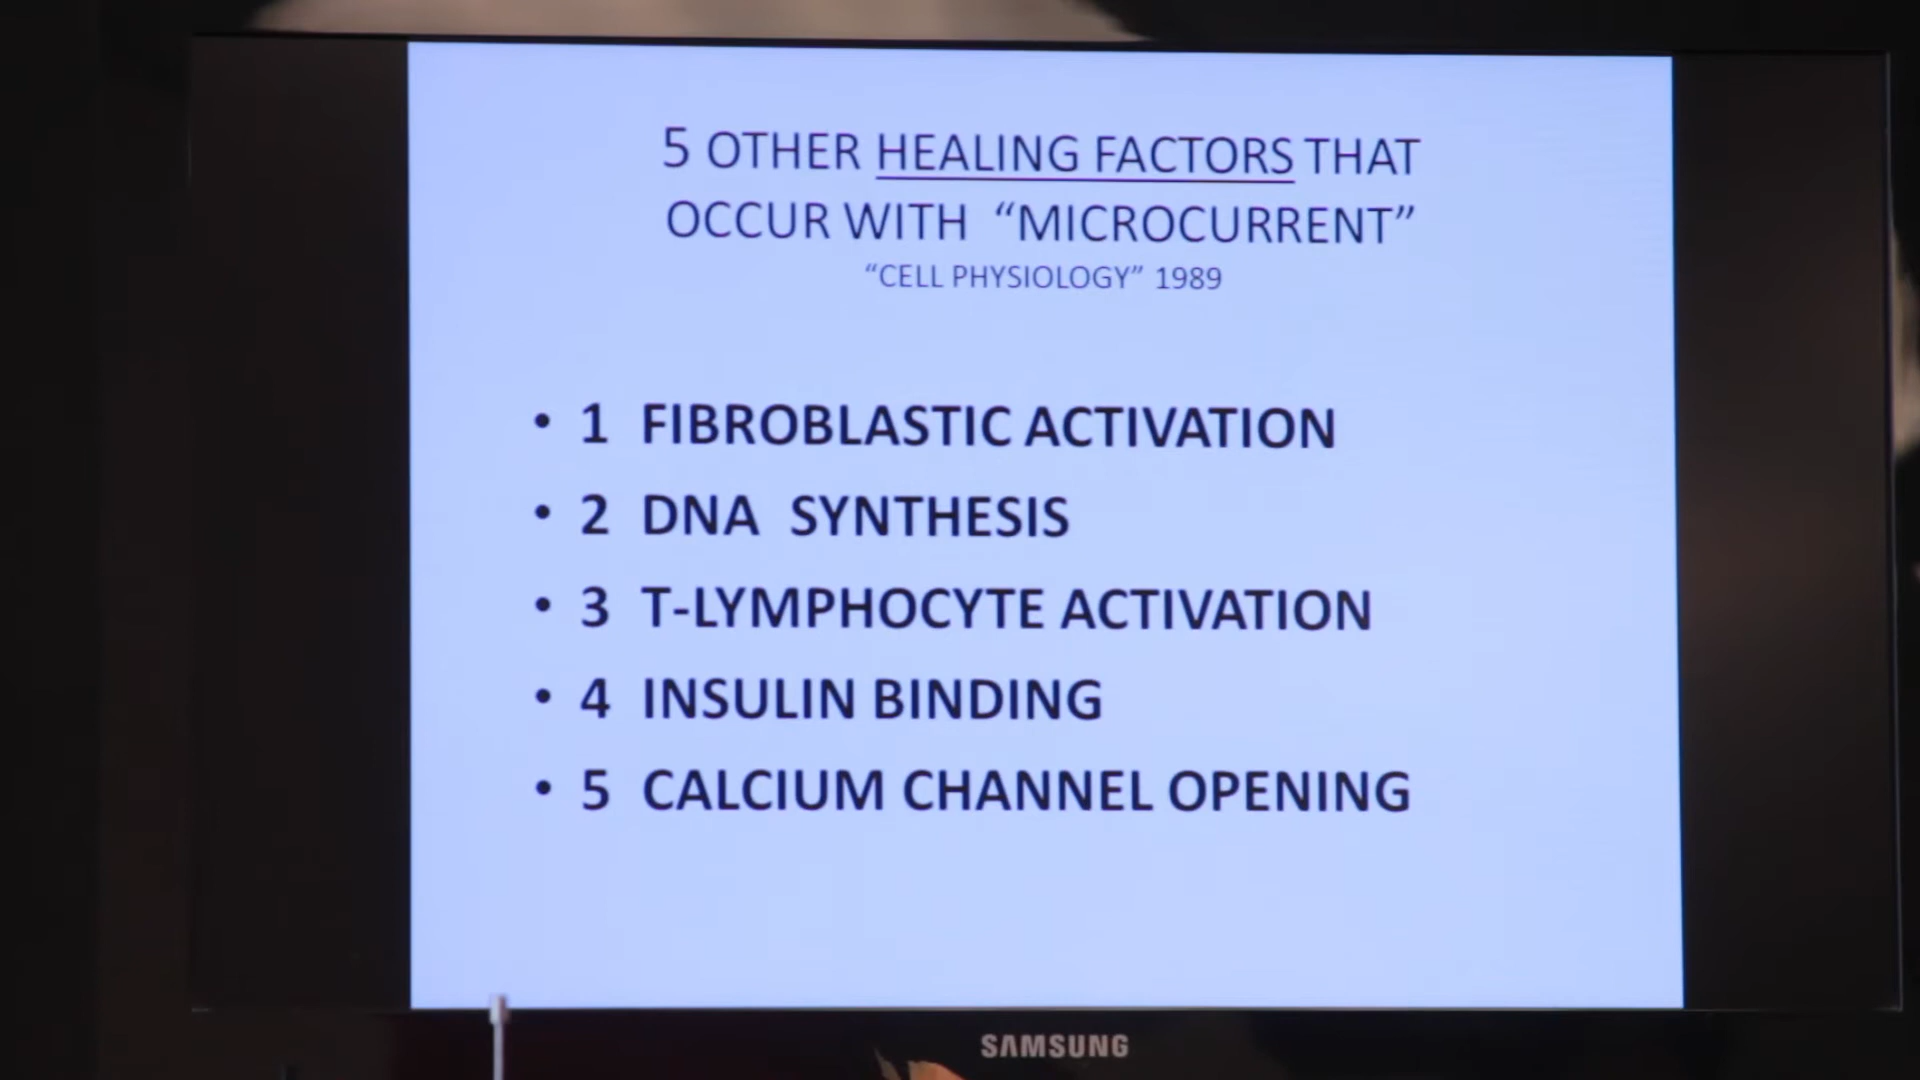 5 OTHER HEALING FACTORS THAT
OCCUR WITH “MICROCURRENT”
“CELL PHYSIOLOGY” 1989
• 1 FIBROBLASTIC ACTIVATION
• 2 DNA SYNTHESIS
• 3 T-LYMPHOCYTE ACTIVATION
• 4 INSULIN BINDING
• 5 CALCIUM CHANNEL OPENING
SAMSUNG